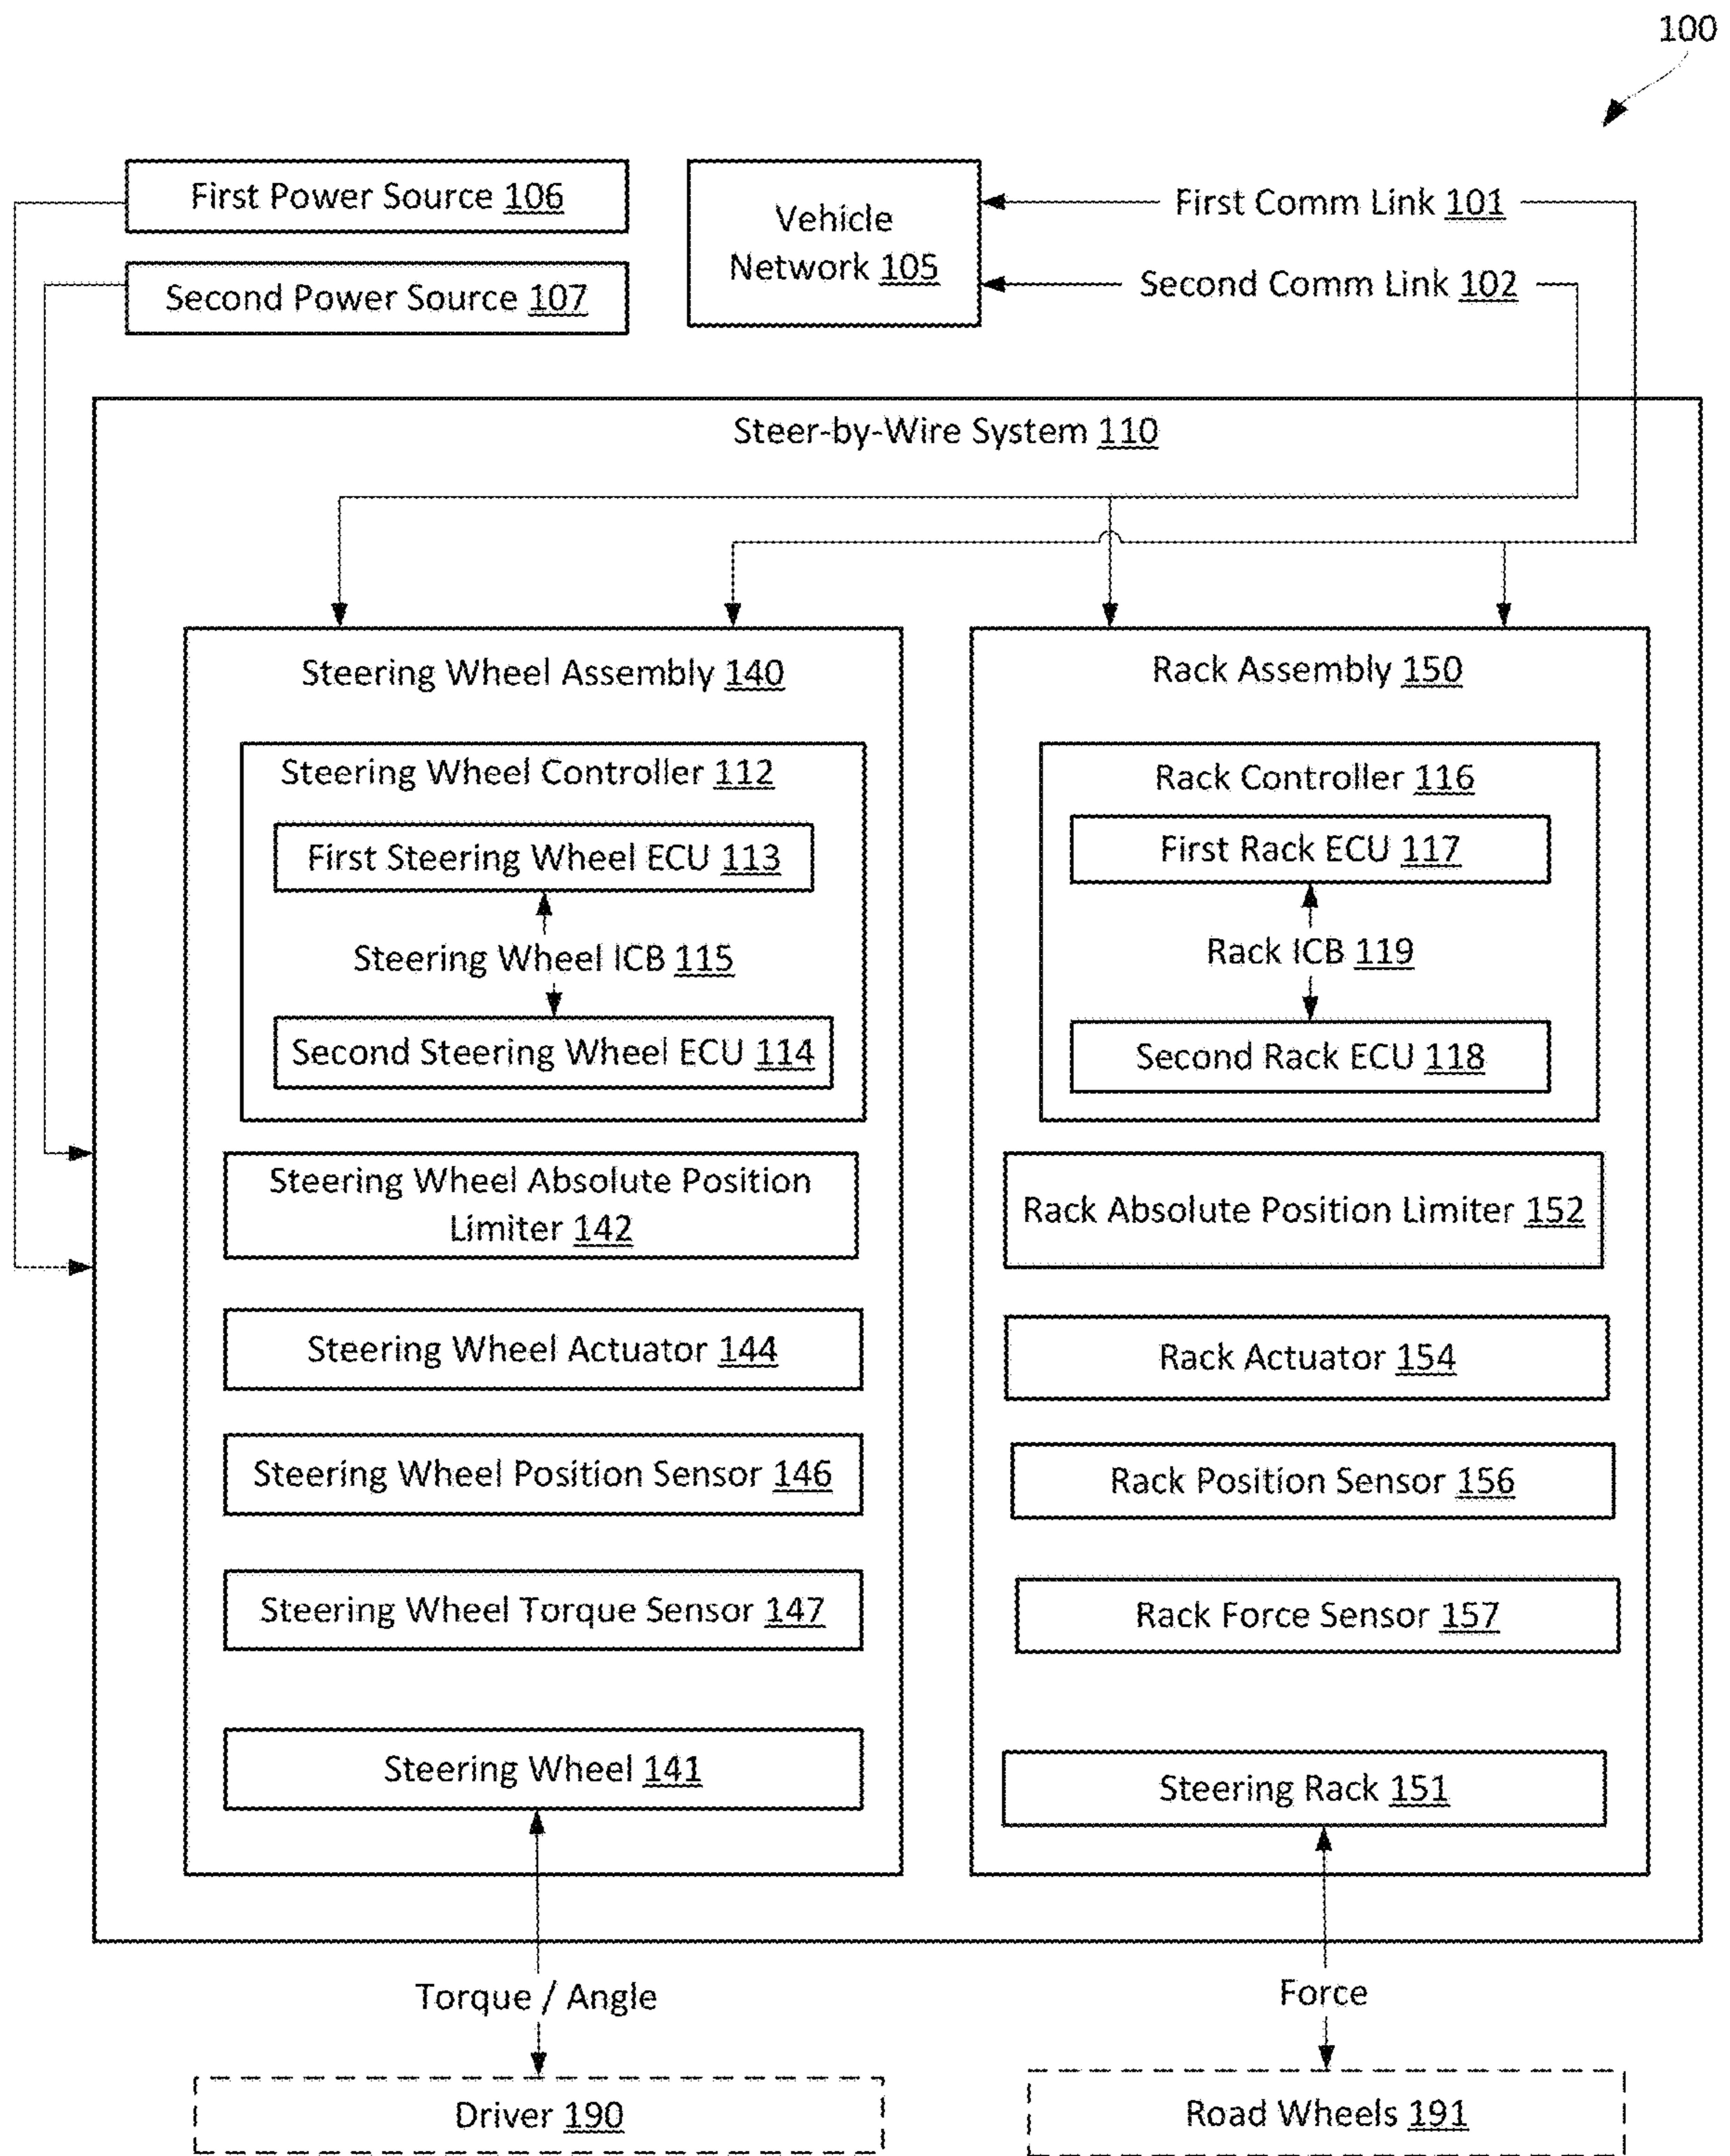 100
First Power Source 106
Second Power Source 107
Vehicle
Network 105
First Comm Link 101
Second Comm Link 102
Steer-by-Wire System 110
Steering Wheel Assembly 140
Steering Wheel Controller 112
First Steering Wheel ECU 113
Steering Wheel ICB 115
Second Steering Wheel ECU 114
Steering Wheel Absolute Position
Limiter 142
Steering Wheel Actuator 144
Steering Wheel Position Sensor 146
Steering Wheel Torque Sensor 147
Steering Wheel 141
Rack Assembly 150
Rack Controller 116
First Rack ECU 117
Rack ICB 119
Second Rack ECU 118
Rack Absolute Position Limiter 152
Rack Actuator 154
Rack Position Sensor 156
Rack Force Sensor 157
Steering Rack 151
Torque / Angle
Force
Driver 190
Road Wheels 191